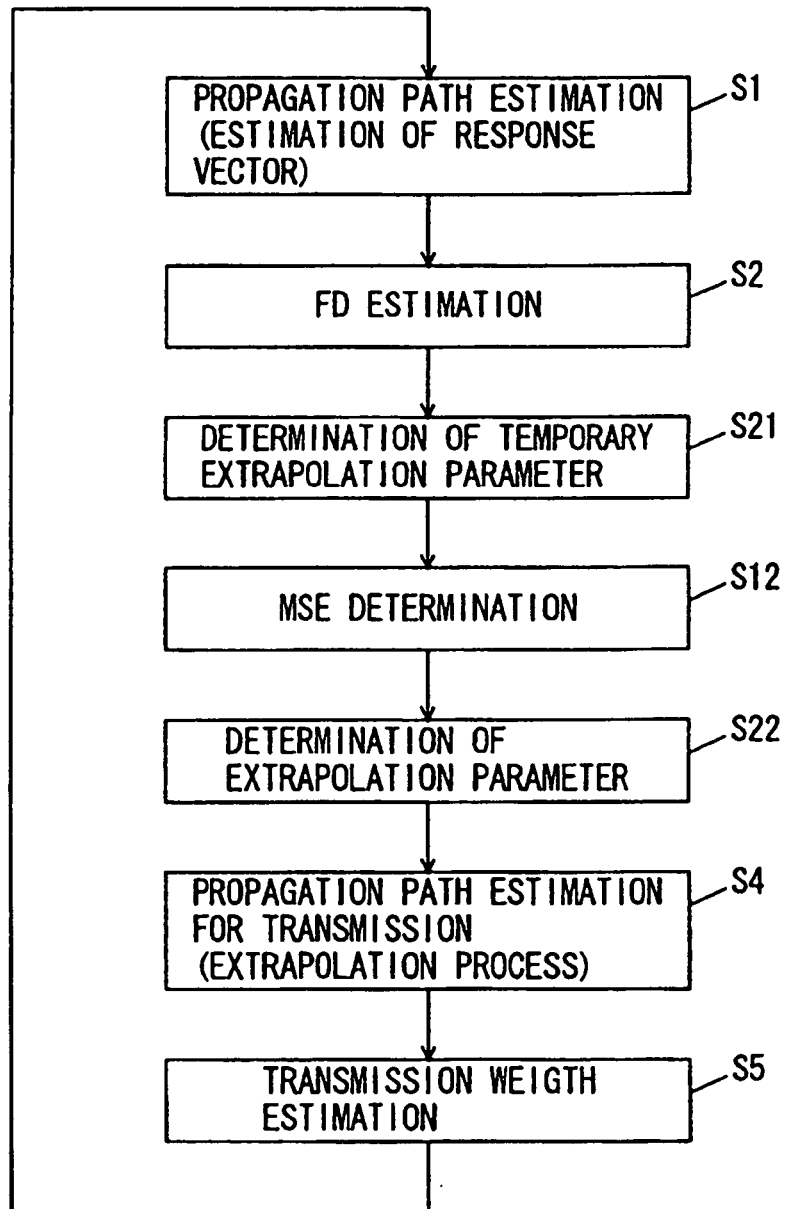 S1
PROPAGATION PATH ESTIMATION
(ESTIMATION OF RESPONSE
VECTOR)
S2
FD ESTIMATION
S21
DETERMINATION OF TEMPORARY
EXTRAPOLATION PARAMETER
S12
MSE DETERMINATION
S22
DETERMINATION OF
EXTRAPOLATION PARAMETER
S4
PROPAGATION PATH ESTIMATION
FOR TRANSMISSION
(EXTRAPOLATION PROCESS)
S5
TRANSMISSION WEIGTH
ESTIMATION